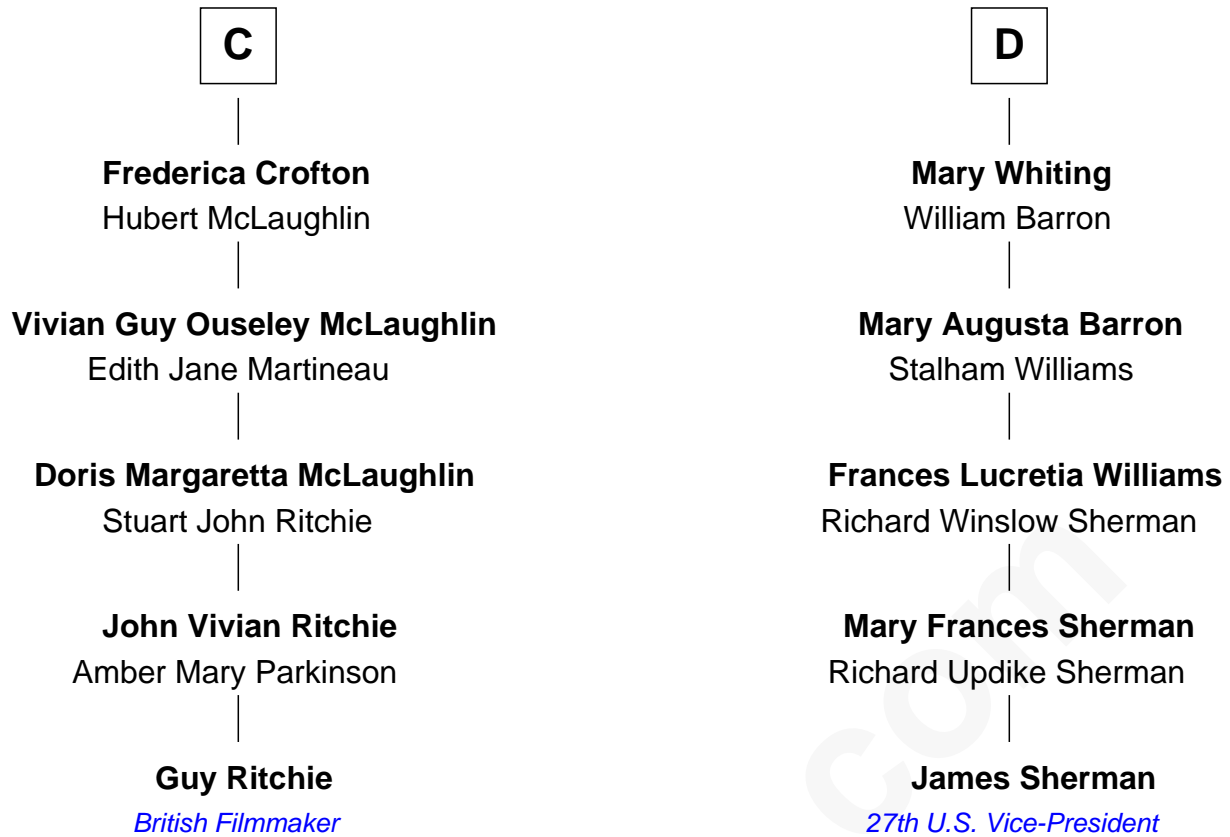 C
Frederica Crofton
Hubert McLaughlin
Vivian Guy Ouseley McLaughlin
Edith Jane Martineau
Doris Margaretta McLaughlin
Stuart John Ritchie
John Vivian Ritchie
Amber Mary Parkinson
Guy Ritchie
British Filmmaker
D
Mary Whiting
William Barron
Mary Augusta Barron
Stalham Williams
Frances Lucretia Williams
Richard Winslow Sherman
Mary Frances Sherman
Richard Updike Sherman
James Sherman
27th U.S. Vice-President
com